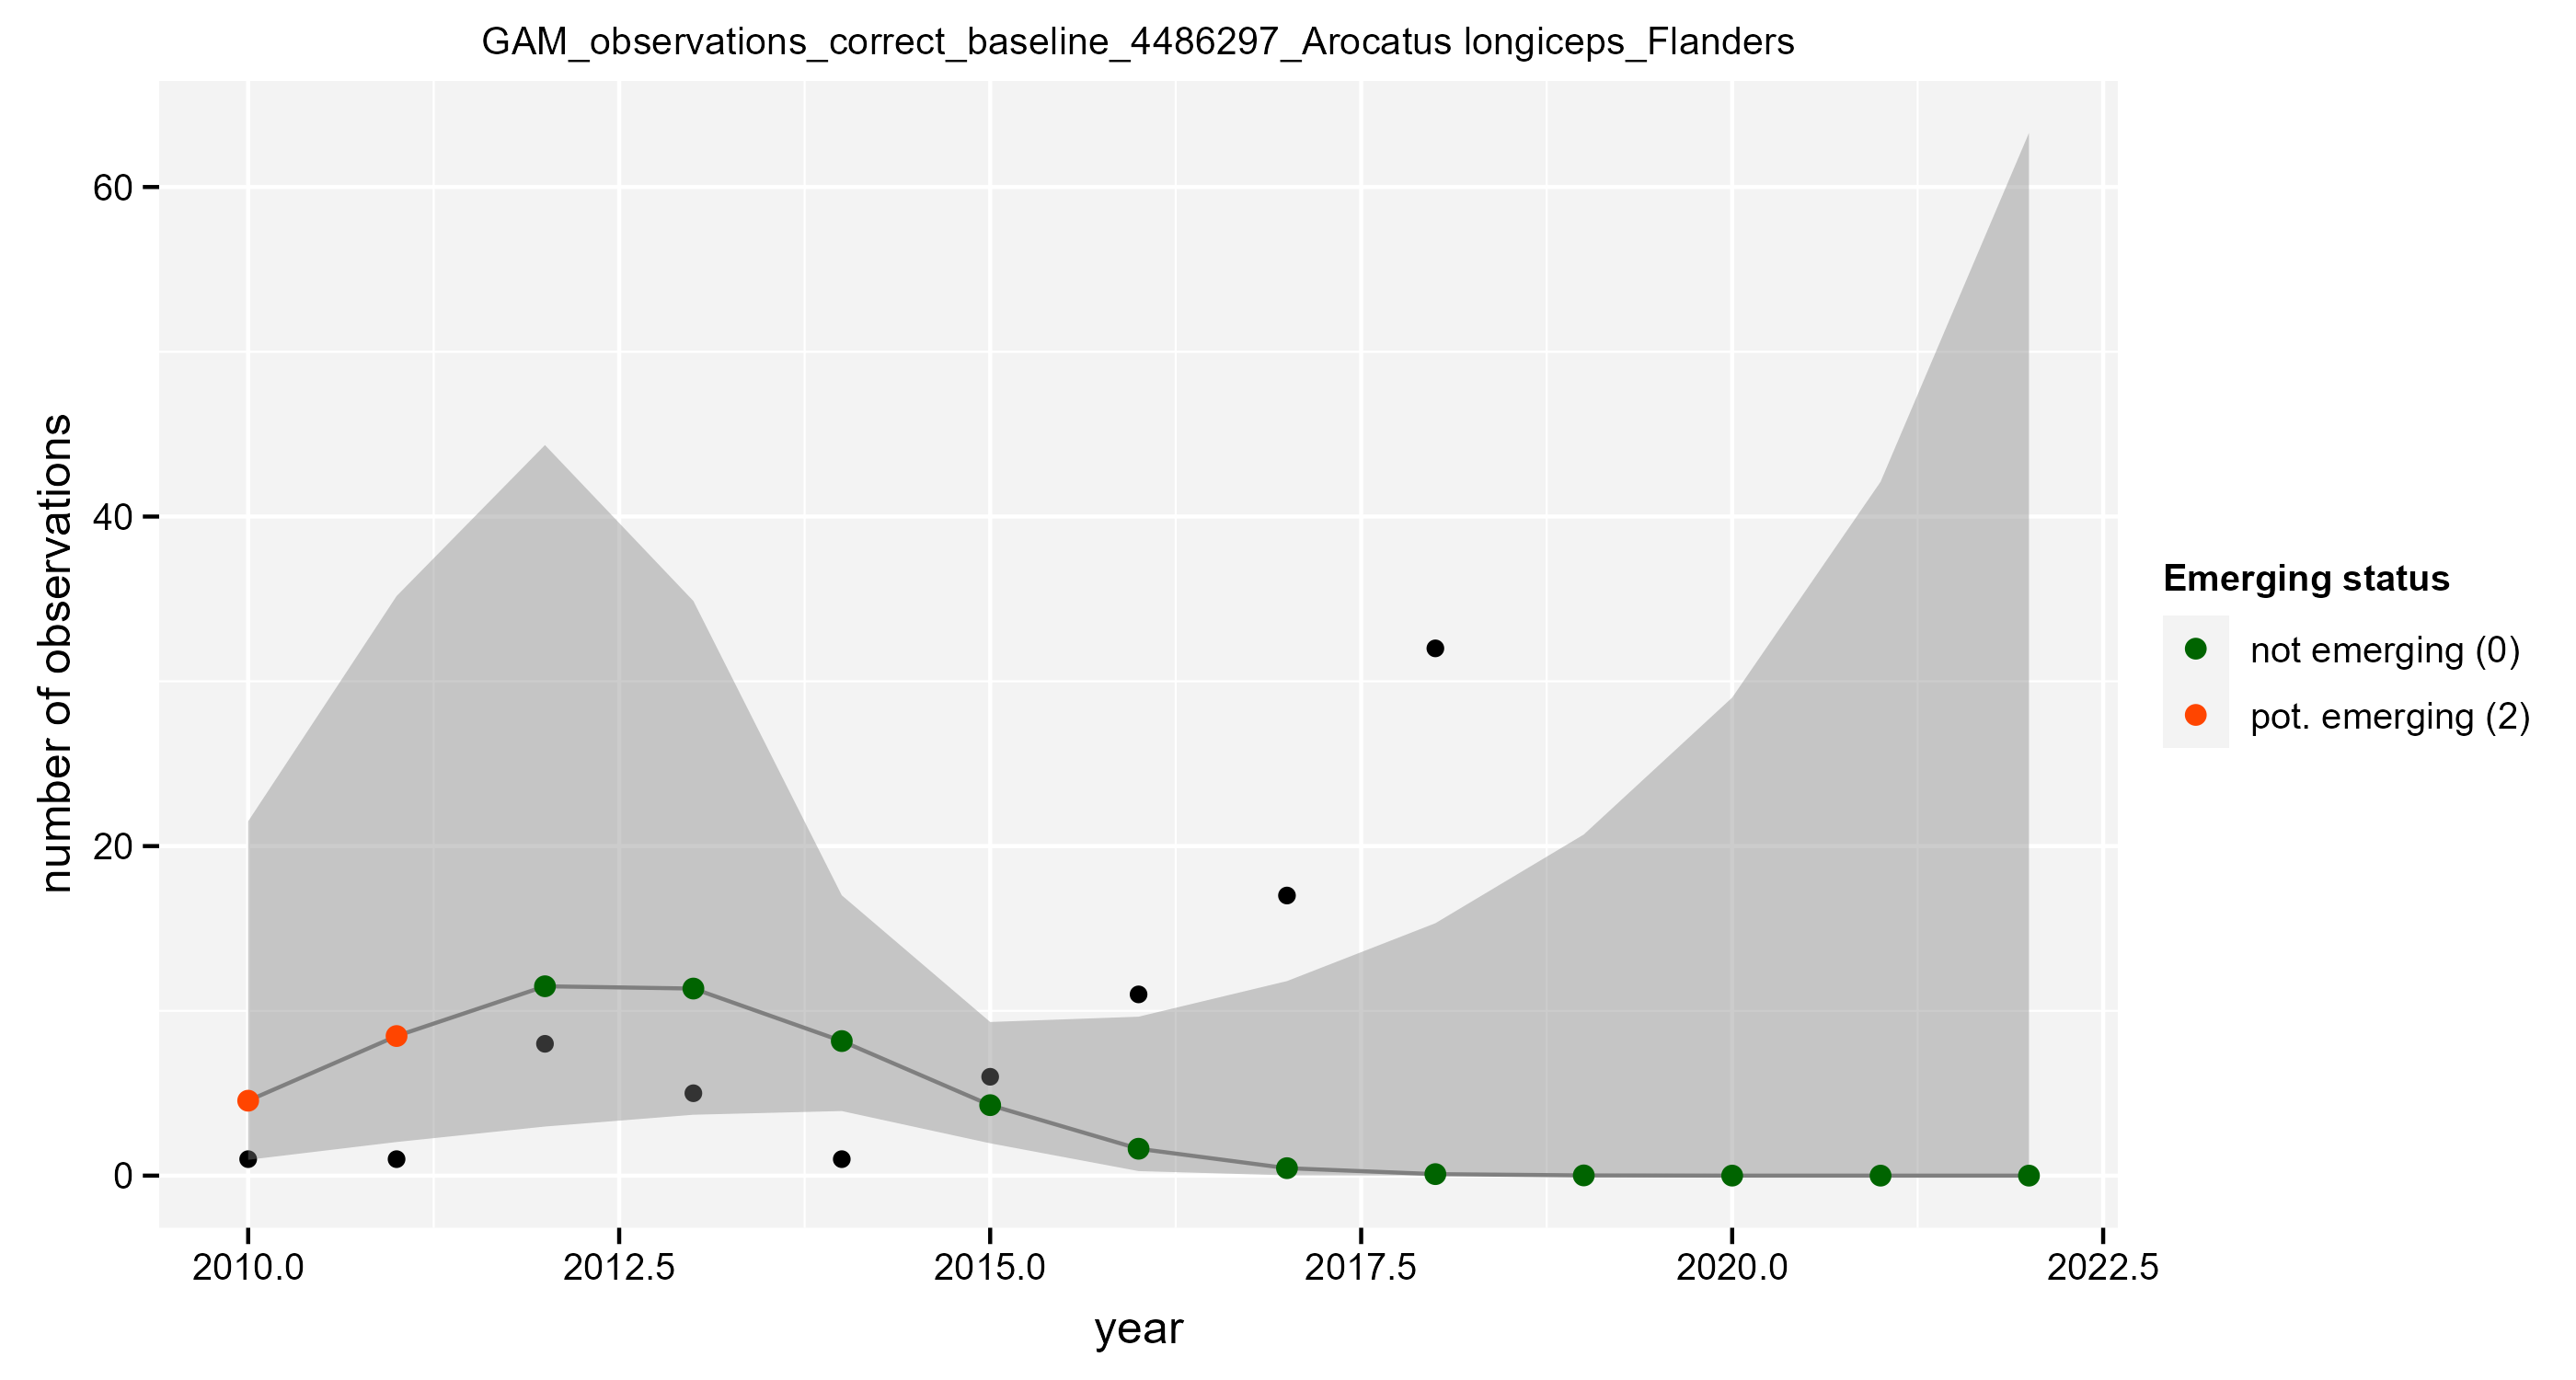 GAM_observations_correct_baseline_4486297_Arocatus longiceps_Flanders
number of observations
60
40
20
0
2010.0 2012.5 2015.0 2017.5 2020.0 2022.5
year
Emerging status
not emerging (0)
pot. emerging (2)